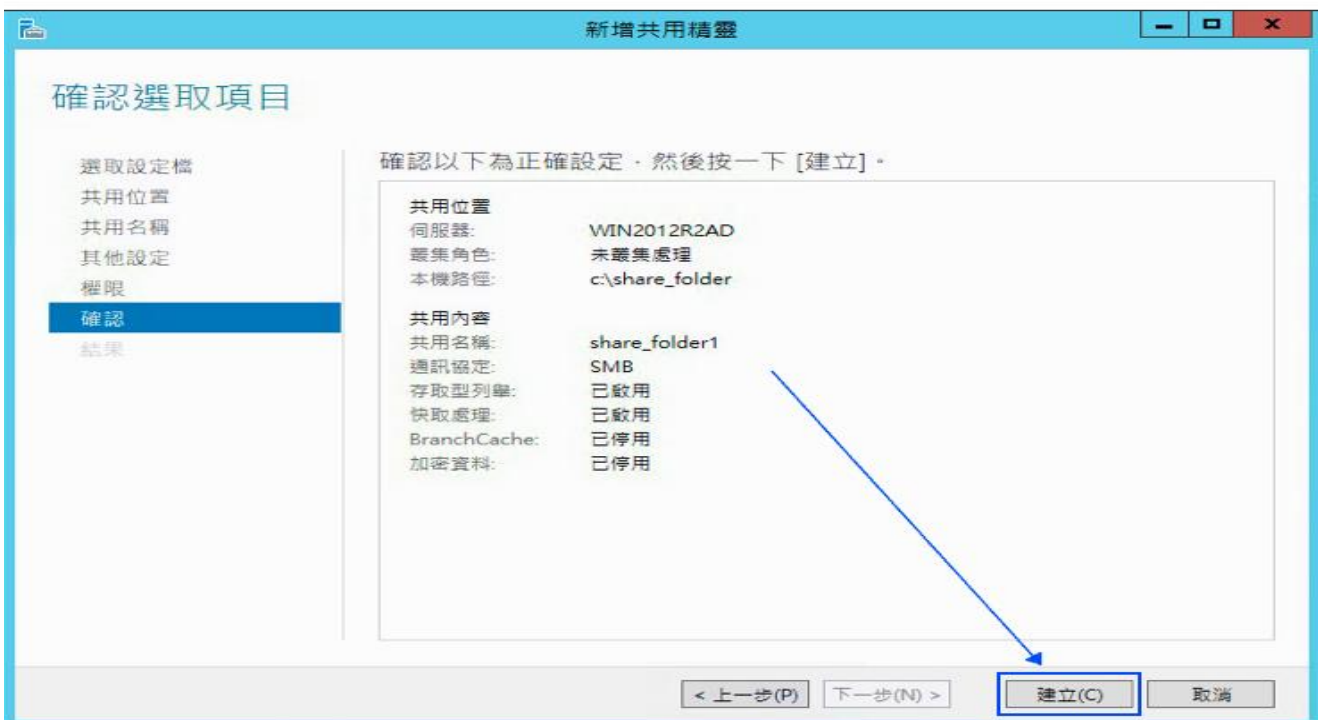 新增共用精靈
確認選取項目
選取設定檔
共用位置
共用名稱
其他設定
權限
確認
結果
確認以下為正確設定，然後按一下 [建立]。
共用位置
伺服器: WIN2012R2AD
叢集角色: 未叢集處理
本機路徑: c:\share_folder
共用內容
共用名稱: share_folder1
通訊協定: SMB
存取型列舉: 已啟用
快取處理: 已啟用
BranchCache: 已停用
加密資料: 已停用
< 上一步(P) 下一步(N) > 建立(C) 取消